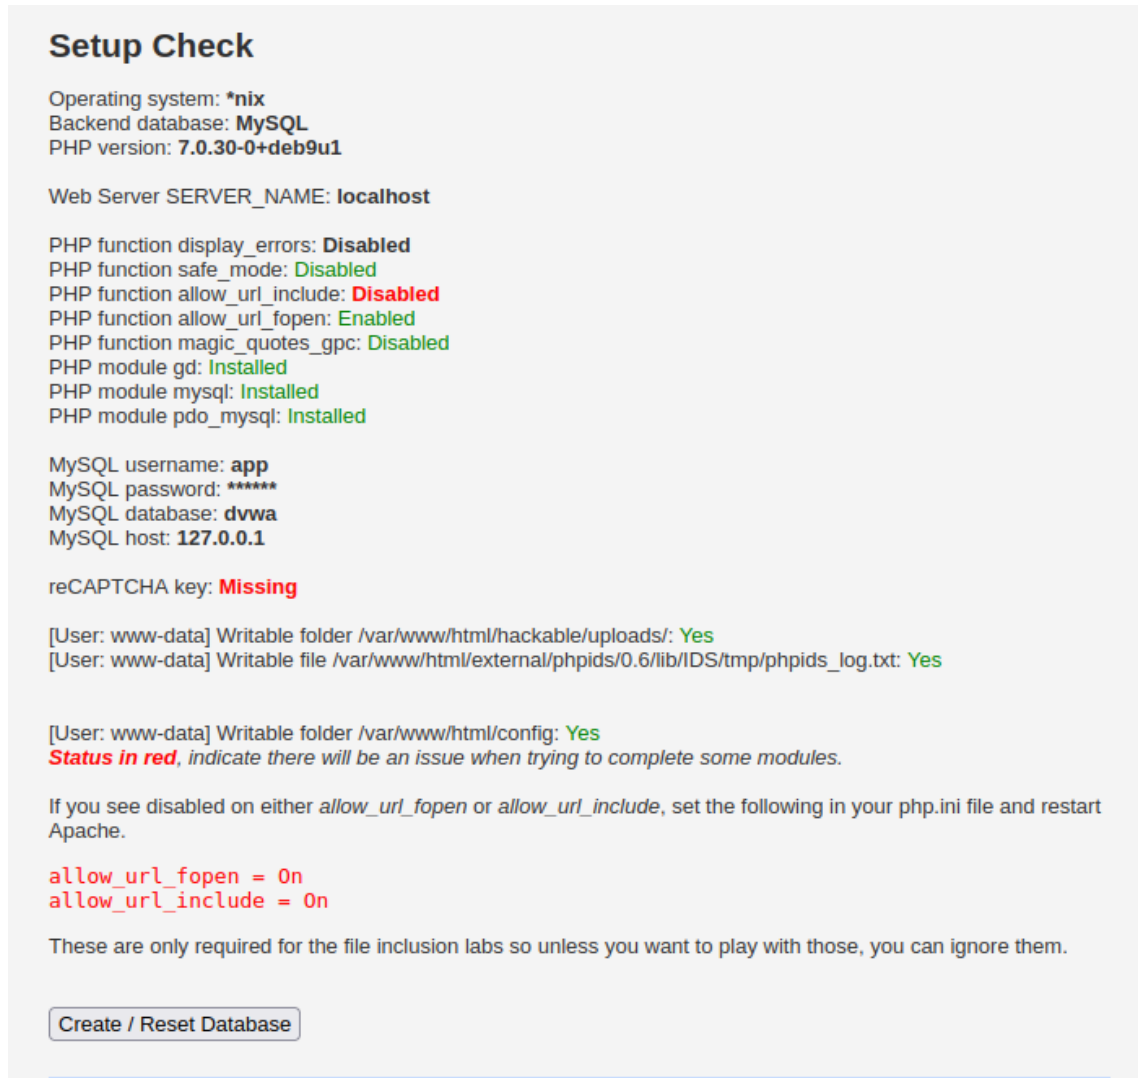 Setup Check
Operating system: *nix
Backend database: MySQL
PHP version: 7.0.30-0+deb9u1
Web Server SERVER_NAME: localhost
PHP function display_errors: Disabled
PHP function safe_mode: Disabled
PHP function allow_url_include: Disabled
PHP function allow_url_fopen: Enabled
PHP function magic_quotes_gpc: Disabled
PHP module gd: Installed
PHP module mysql: Installed
PHP module pdo_mysql: Installed
MySQL username: app
MySQL password: ******
MySQL database: dvwa
MySQL host: 127.0.0.1
reCAPTCHA key: Missing
[User: www-data] Writable folder /var/www/html/hackable/uploads/: Yes
[User: www-data] Writable file /var/www/html/external/phpids/0.6/lib/IDS/tmp/phpids_log.txt: Yes
[User: www-data] Writable folder /var/www/html/config: Yes
Status in red, indicate there will be an issue when trying to complete some modules.
If you see disabled on either allow_url_fopen or allow_url_include, set the following in your php.ini file and restart
Apache.
allow_url_fopen = On
allow_url_include = On
These are only required for the file inclusion labs so unless you want to play with those, you can ignore them.
Create / Reset Database